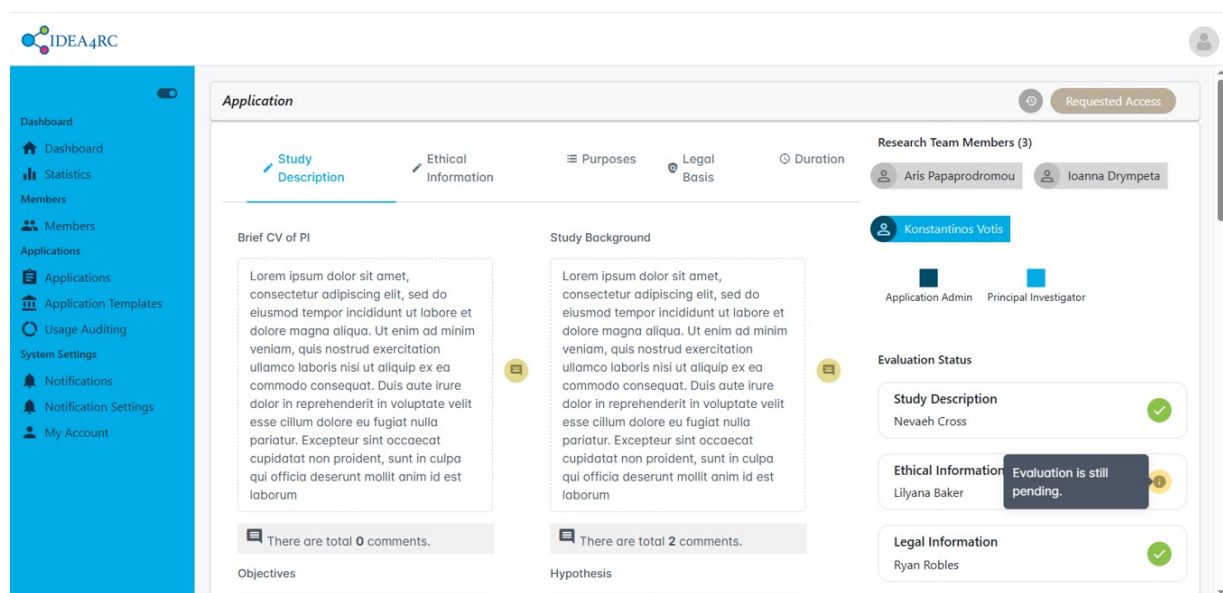 IDEA4RC
Dashboard
Dashboard
Statistics
Members
Members
Applications
Applications
Application Templates
Usage Auditing
System Settings
Notifications
Notification Settings
My Account
Application
Requested Access
Study
Description
Ethical
Information
Purposes
Legal
Basis
Duration
Brief CV of PI
Lorem ipsum dolor sit amet,
consectetur adipiscing elit, sed do
eiusmod tempor incididunt ut labore et
dolore magna aliqua. Ut enim ad minim
veniam, quis nostrud exercitation
ullamco laboris nisi ut aliquip ex ea
commodo consequat. Duis aute irure
dolor in reprehenderit in voluptate velit
esse cillum dolore eu fugiat nulla
pariatur. Excepteur sint occaecat
cupidatat non proident, sunt in culpa
qui officia deserunt mollit anim id est
laborum
There are total 0 comments.
Objectives
Study Background
Lorem ipsum dolor sit amet,
consectetur adipiscing elit, sed do
eiusmod tempor incididunt ut labore et
dolore magna aliqua. Ut enim ad minim
veniam, quis nostrud exercitation
ullamco laboris nisi ut aliquip ex ea
commodo consequat. Duis aute irure
dolor in reprehenderit in voluptate velit
esse cillum dolore eu fugiat nulla
pariatur. Excepteur sint occaecat
cupidatat non proident, sunt in culpa
qui officia deserunt mollit anim id est
laborum
There are total 2 comments.
Hypothesis
Research Team Members (3)
Aris Papaprodromou
Ioanna Drympeta
Konstantinos Votis
Application Admin
Principal Investigator
Evaluation Status
Study Description
Nevaeh Cross
Ethical Information
Lilyana Baker
Evaluation is still
pending.
Legal Information
Ryan Robles